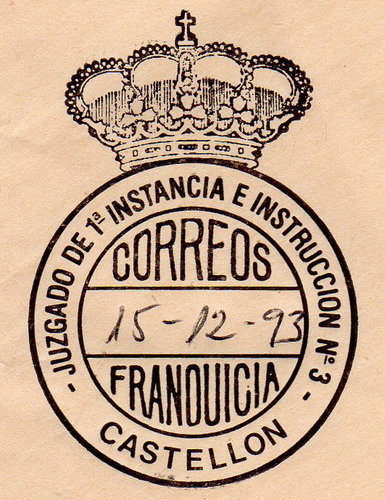 - JUZGADO DE 1ª INSTANCIA E INSTRUCCION Nº 3 -
CORREOS
15-12-93
FRANQUICIA
CASTELLON